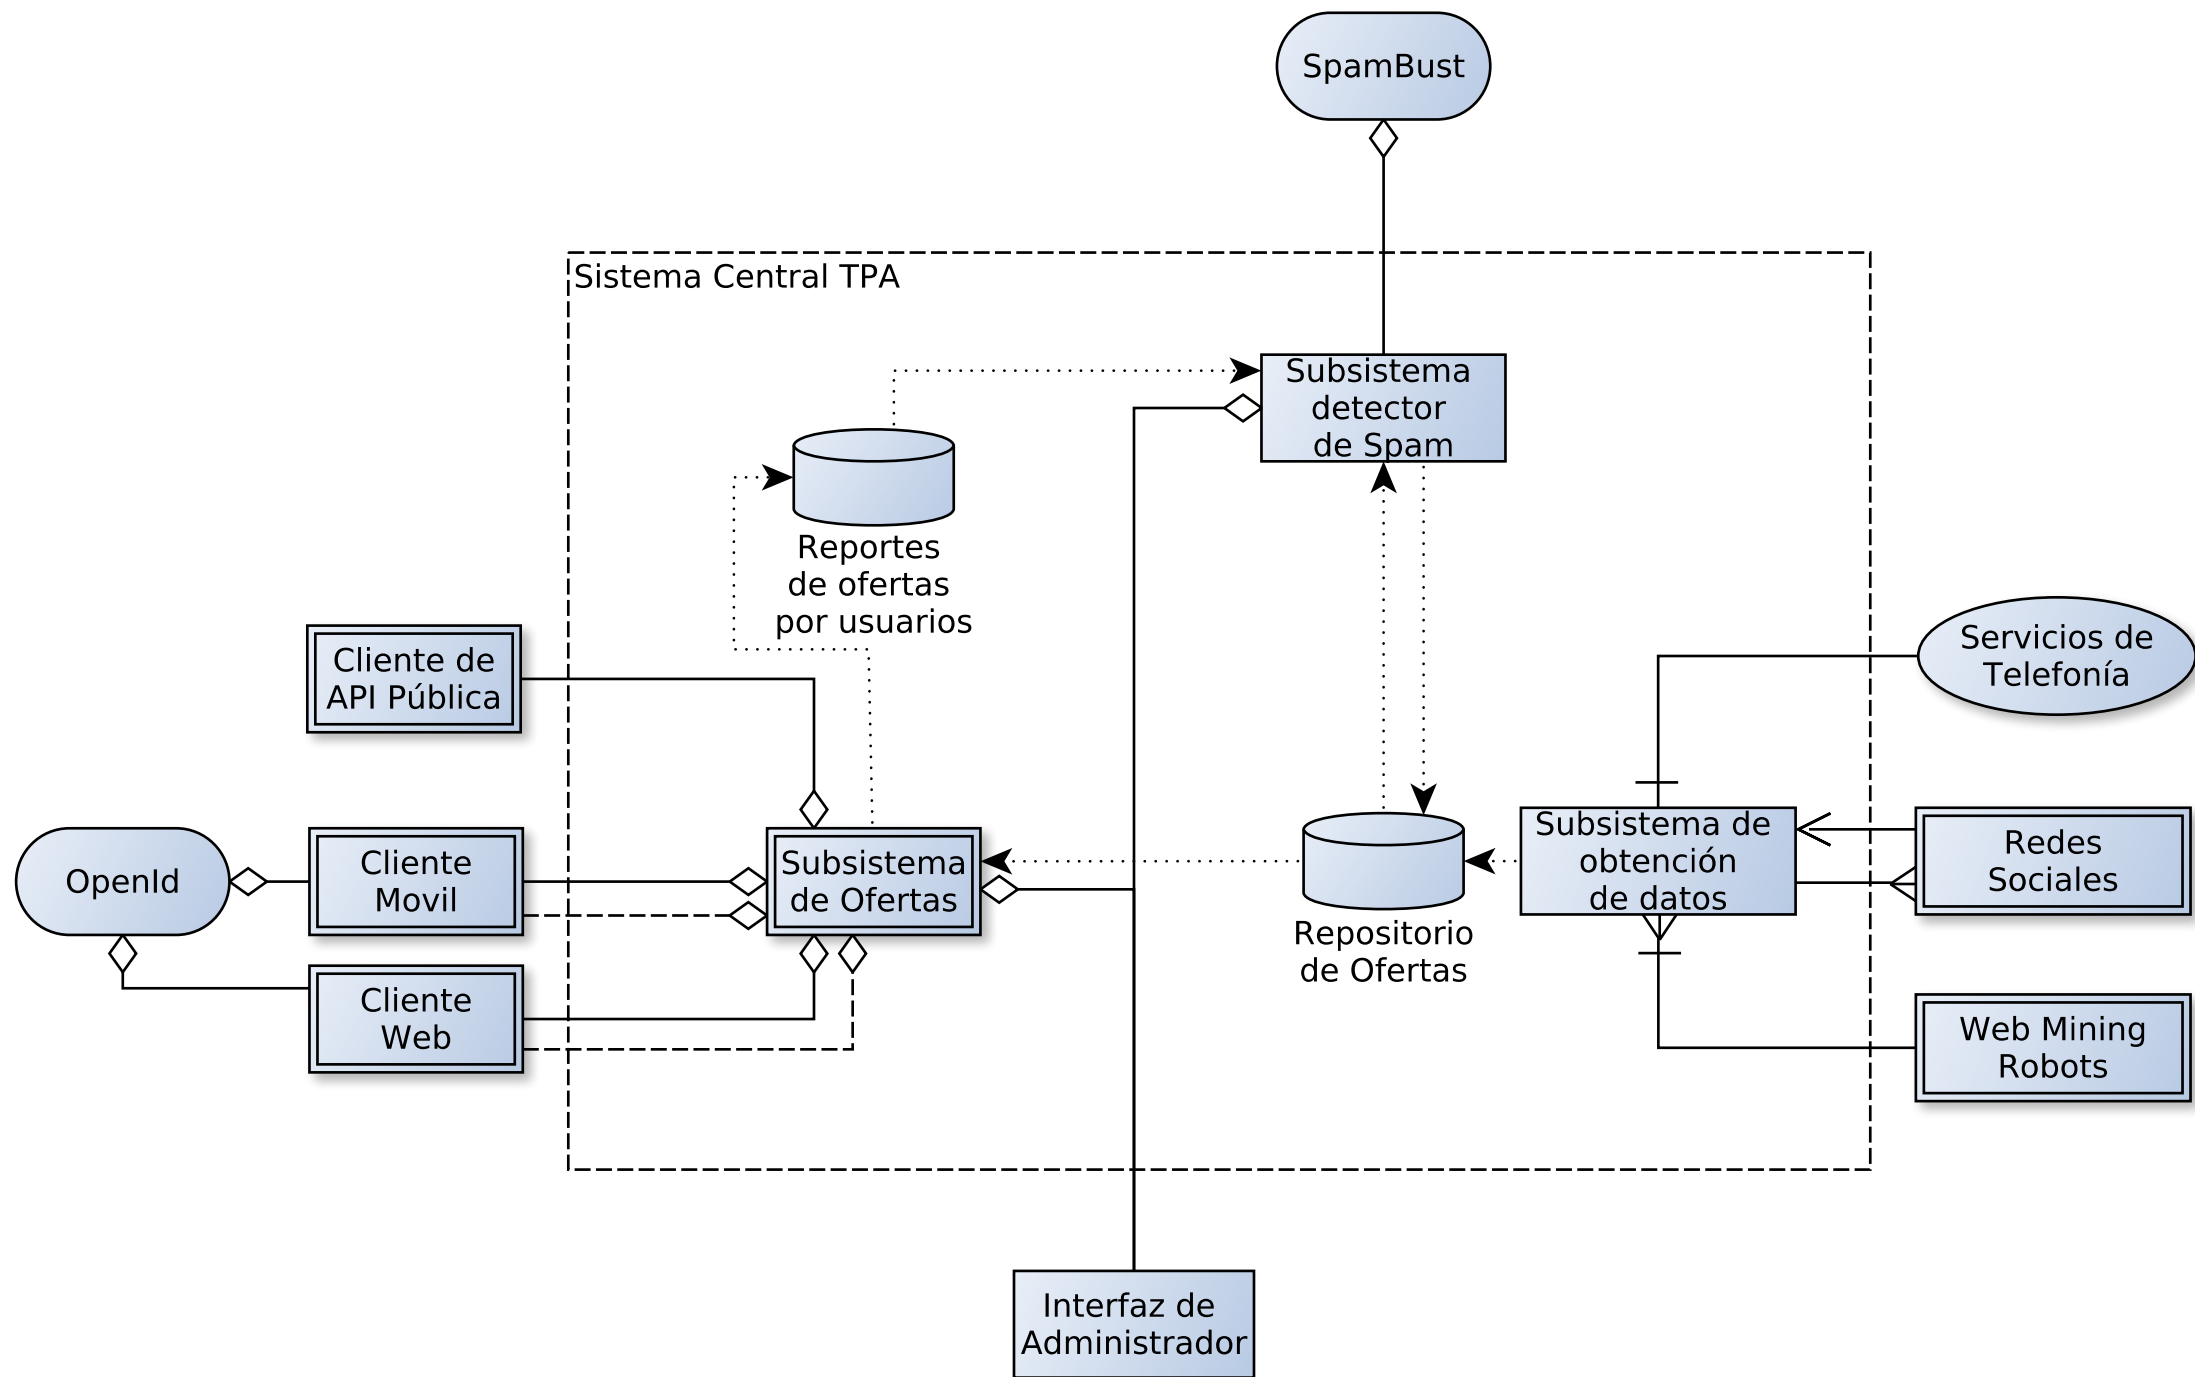 SpamBust
Sistema Central TPA
Subsistema
detector
de Spam
Reportes
de ofertas
por usuarios
Cliente de
API Pública
Servicios de
Telefonía
OpenId
Cliente
Movil
Subsistema
de Ofertas
Repositorio
de Ofertas
Subsistema de
obtención
de datos
Redes
Sociales
Cliente
Web
Web Mining
Robots
Interfaz de
Administrador